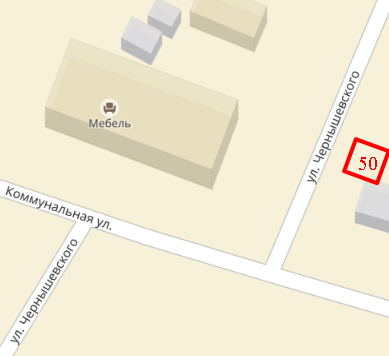 ул. Чернышевского
Мебель
50
Коммунальная ул.
ул. Чернышевского